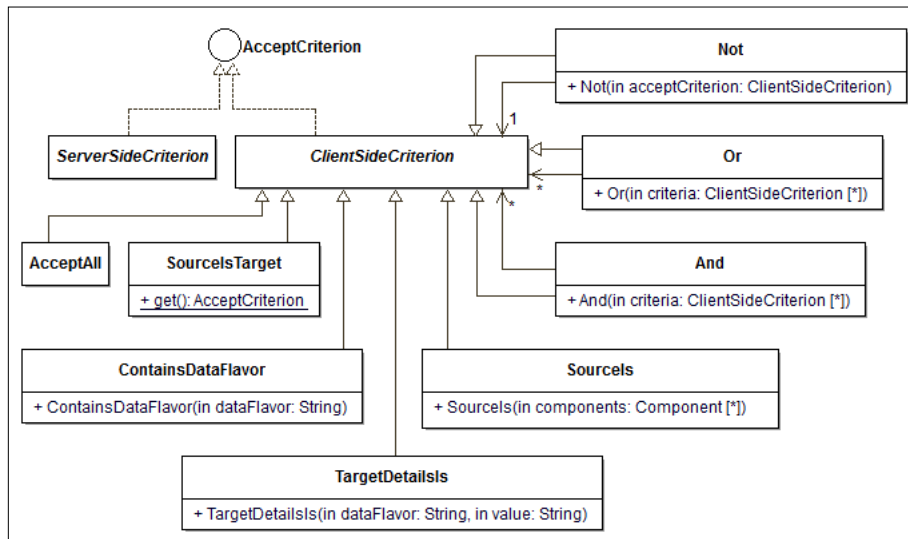 AcceptCriterion
Not
+ Not(in acceptCriterion: ClientSideCriterion)
1
ServerSideCriterion
ClientSideCriterion
Or
+ Or(in criteria: ClientSideCriterion [*])
*
*
AcceptAll
SourceIsTarget
+ get(): AcceptCriterion
And
+ And(in criteria: ClientSideCriterion [*])
ContainsDataFlavor
+ ContainsDataFlavor(in dataFlavor: String)
SourceIs
+ SourceIs(in components: Component [*])
TargetDetailsIs
+ TargetDetailsIs(in dataFlavor: String, in value: String)